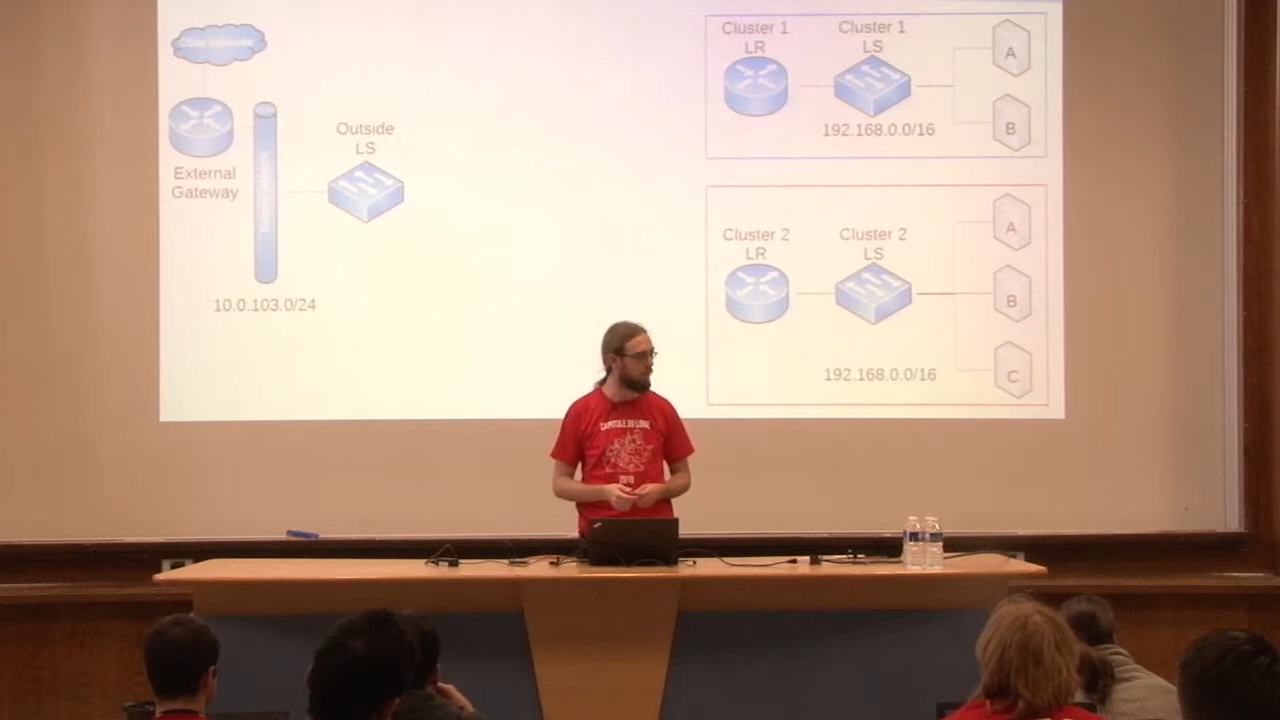 External
Gateway
10.0.103.0/24
Outside
LS
Cluster 1
LR
Cluster 1
LS
192.168.0.0/16
A
B
Cluster 2
LR
Cluster 2
LS
192.168.0.0/16
A
B
C
CAPITOLE DU LIBRE